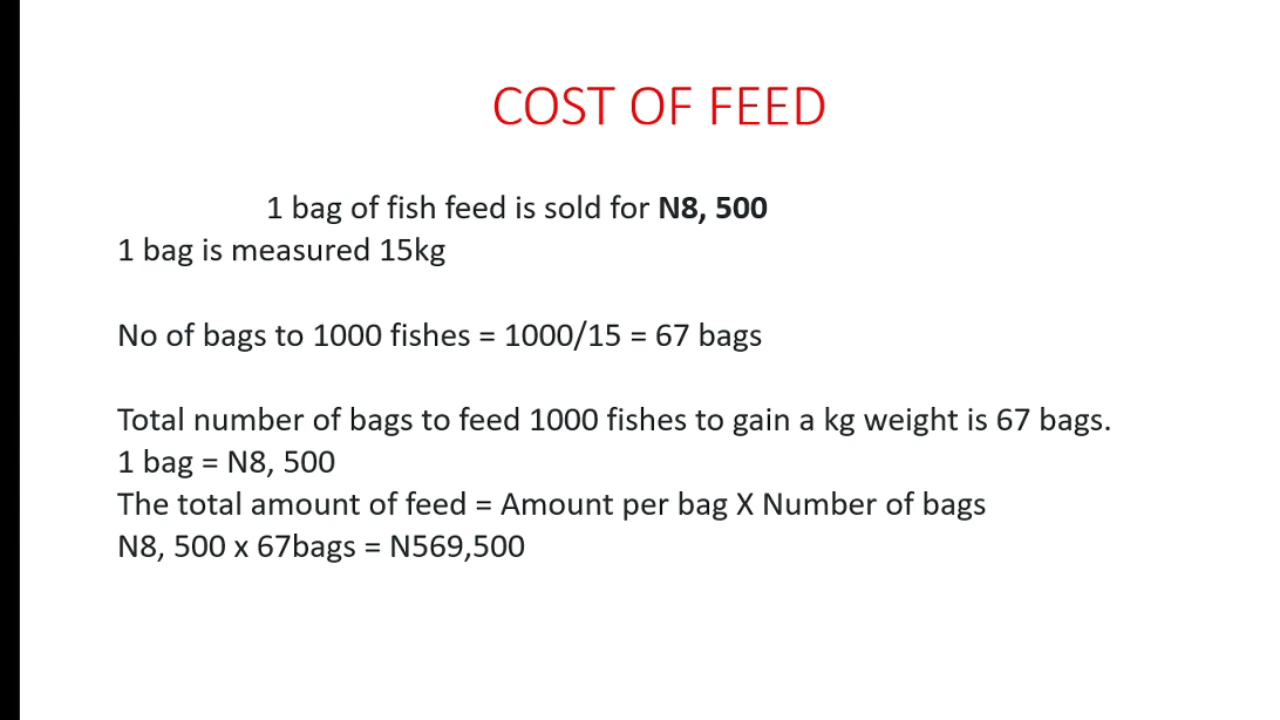 COST OF FEED
1 bag of fish feed is sold for N8, 500
1 bag is measured 15kg
No of bags to 1000 fishes = 1000/15 = 67 bags
Total number of bags to feed 1000 fishes to gain a kg weight is 67 bags.
1 bag = N8, 500
The total amount of feed = Amount per bag X Number of bags
N8, 500 x 67bags = N569,500